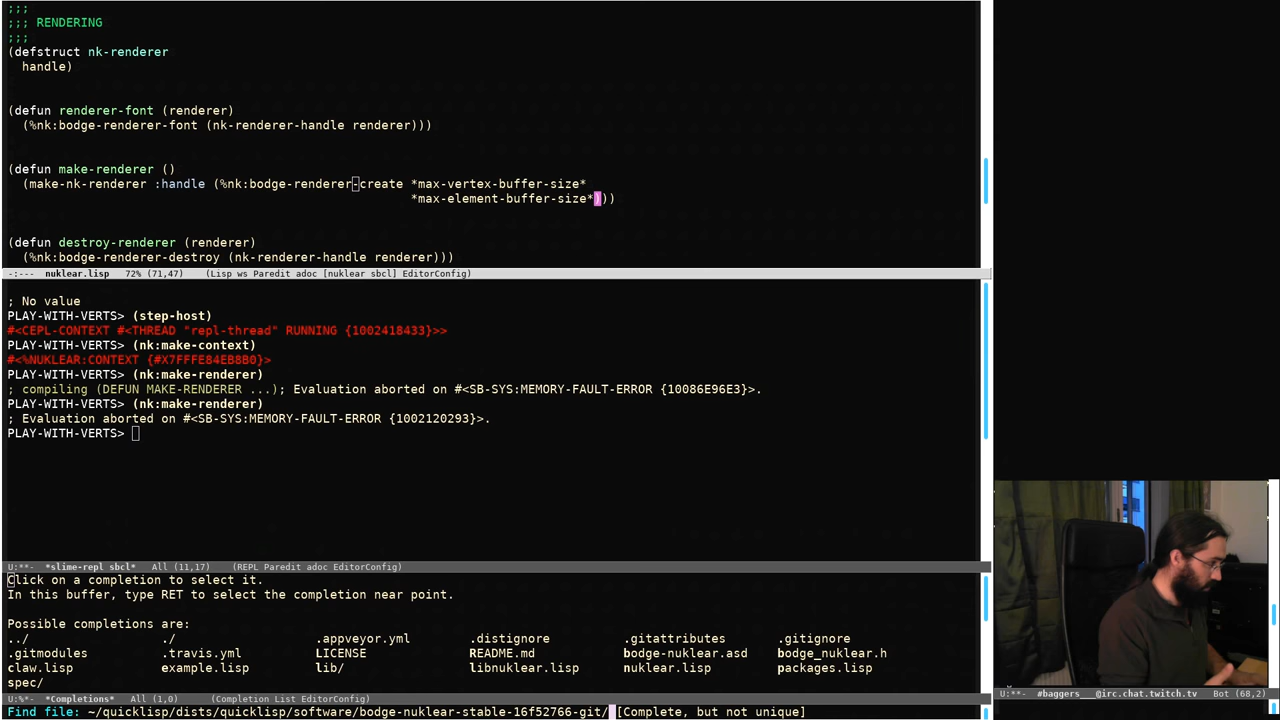 ;;;
;;; RENDERING
;;;
(defstruct nk-renderer
  handle)
(defun renderer-font (renderer)
  (%nk:bodge-renderer-font (nk-renderer-handle renderer)))
(defun make-renderer ()
  (make-nk-renderer :handle (%nk:bodge-renderer-create *max-vertex-buffer-size*
                                                       *max-element-buffer-size*)))
(defun destroy-renderer (renderer)
  (%nk:bodge-renderer-destroy (nk-renderer-handle renderer)))
-:---  nuklear.lisp   72% (71,47)    (Lisp ws Paredit adoc [nuklear sbcl] EditorConfig)
; No value
PLAY-WITH-VERTS> (step-host)
#<CEPL-CONTEXT #<THREAD "repl-thread" RUNNING {1002418433}>>
PLAY-WITH-VERTS> (nk:make-context)
#<%NUKLEAR:CONTEXT {#X7FFFE84EB8B0}>
PLAY-WITH-VERTS> (nk:make-renderer)
; compiling (DEFUN MAKE-RENDERER ...); Evaluation aborted on #<SB-SYS:MEMORY-FAULT-ERROR {10086E96E3}>.
PLAY-WITH-VERTS> (nk:make-renderer)
; Evaluation aborted on #<SB-SYS:MEMORY-FAULT-ERROR {1002120293}>.
PLAY-WITH-VERTS>
U:**-  *slime-repl sbcl*   All (11,17)    (REPL Paredit adoc EditorConfig)
Click on a completion to select it.
In this buffer, type RET to select the completion near point.
Possible completions are:
../ ./ .appveyor.yml .distignore .gitattributes .gitignore
.gitmodules .travis.yml LICENSE README.md bodge-nuklear.asd bodge_nuklear.h
claw.lisp example.lisp lib/ libnuklear.lisp nuklear.lisp packages.lisp
spec/
U:%*-  *Completions*   All (1,0)    (Completion List EditorConfig)
U:**-  #baggers___@irc.chat.twitch.tv   Bot (68,2)
Find file: ~/quicklisp/dists/quicklisp/software/bodge-nuklear-stable-16f52766-git/ [Complete, but not unique]